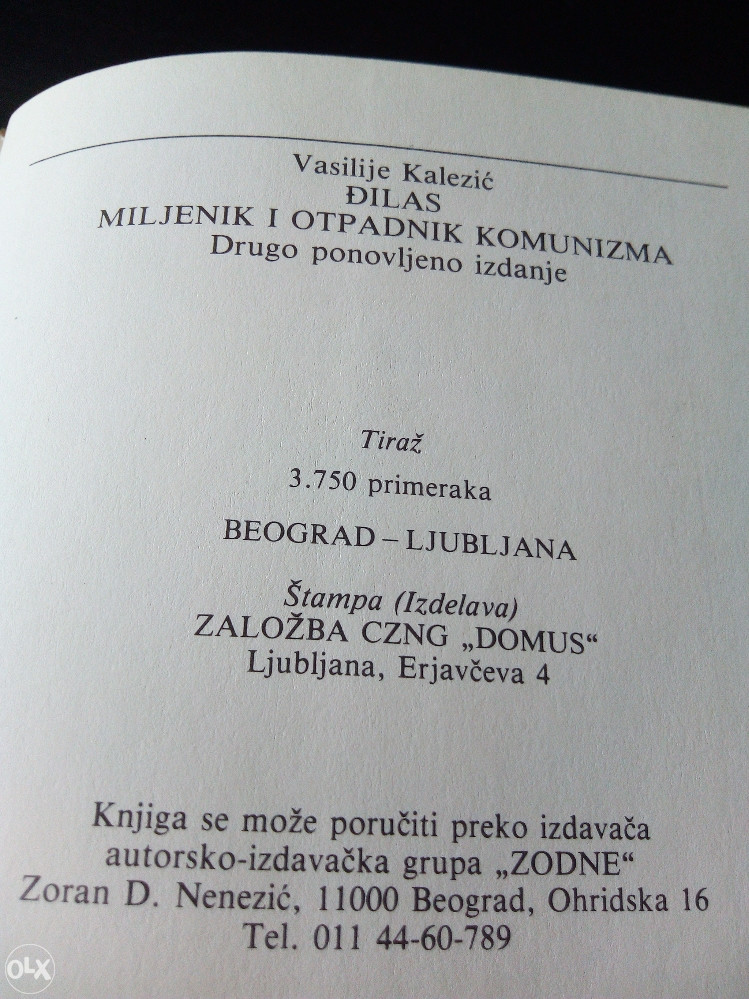 Vasilije Kalezić
ĐILAS
MILJENIK I OTPADNIK KOMUNIZMA
Drugo ponovljeno izdanje
Tiraž
3.750 primeraka
BEOGRAD – LJUBLJANA
Štampa (Izdelava)
ZALOŽBA CZNG „DOMUS“
Ljubljana, Erjavčeva 4
Knjiga se može poručiti preko izdavača
autorsko-izdavačka grupa „ZODNE“
Zoran D. Nenezić, 11000 Beograd, Ohridska 16
Tel. 011 44-60-789
OLX